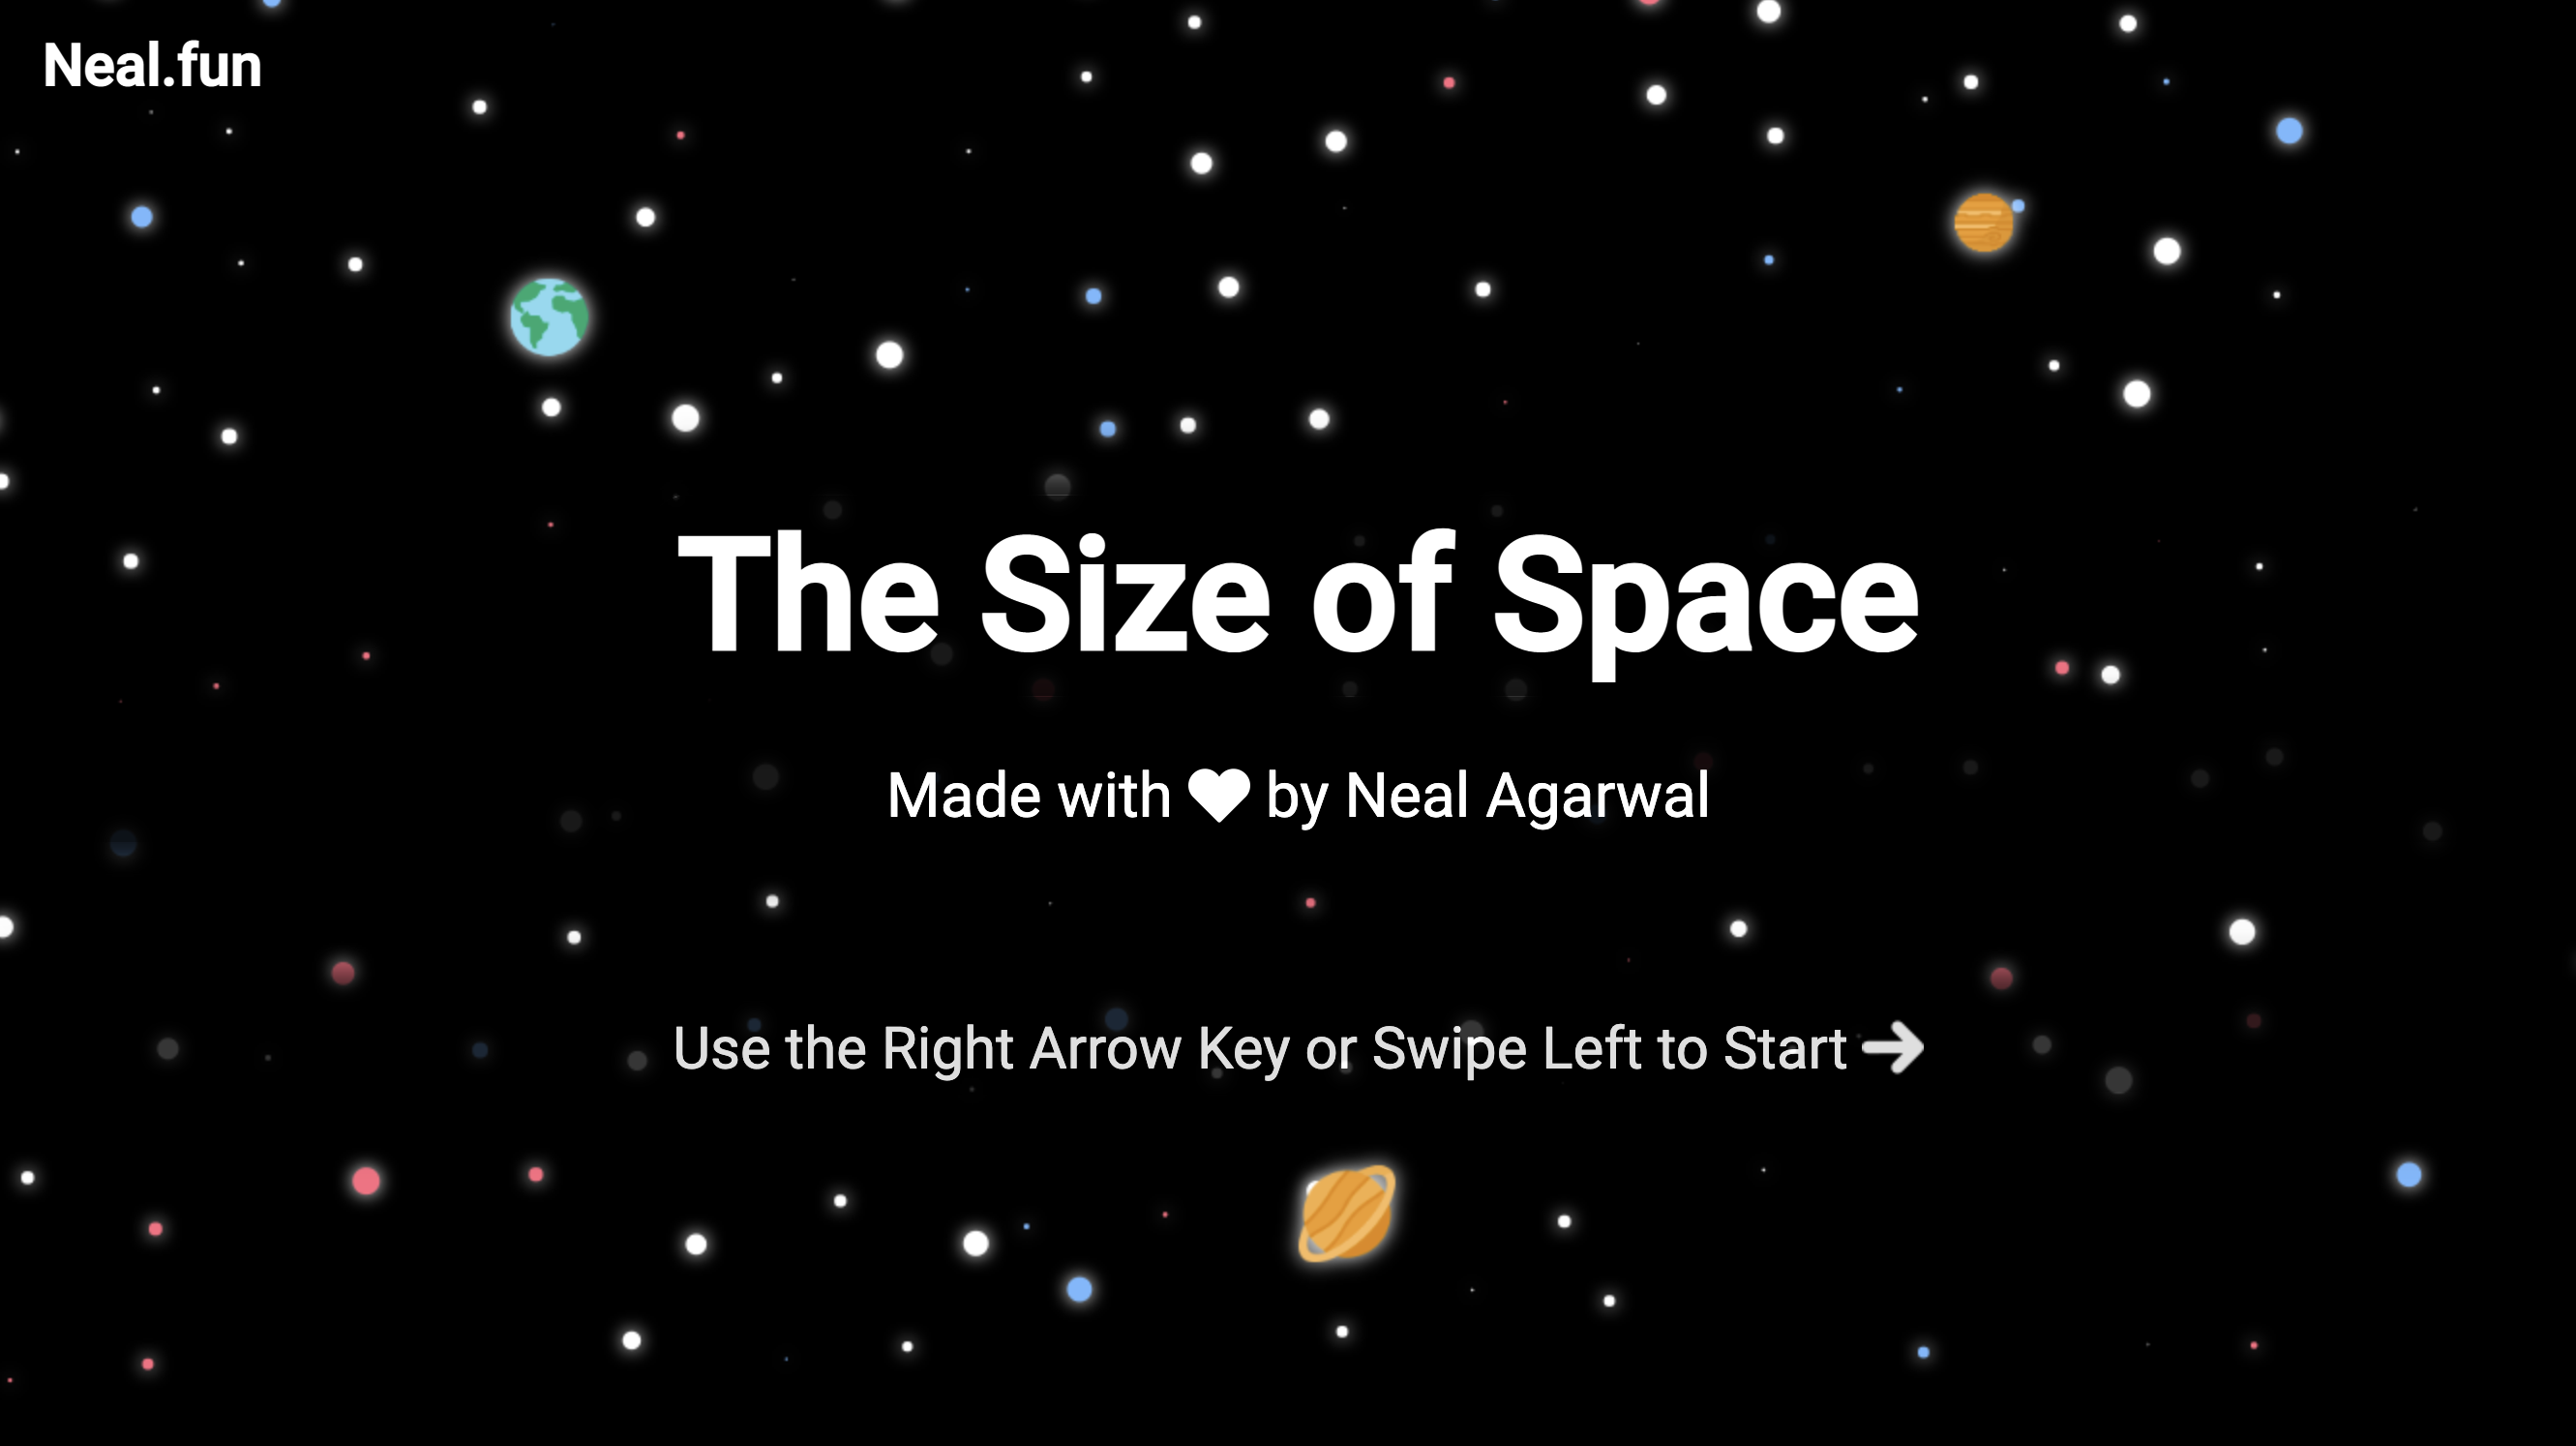 Neal.fun
The Size of Space
Made with ♥ by Neal Agarwal
Use the Right Arrow Key or Swipe Left to Start →